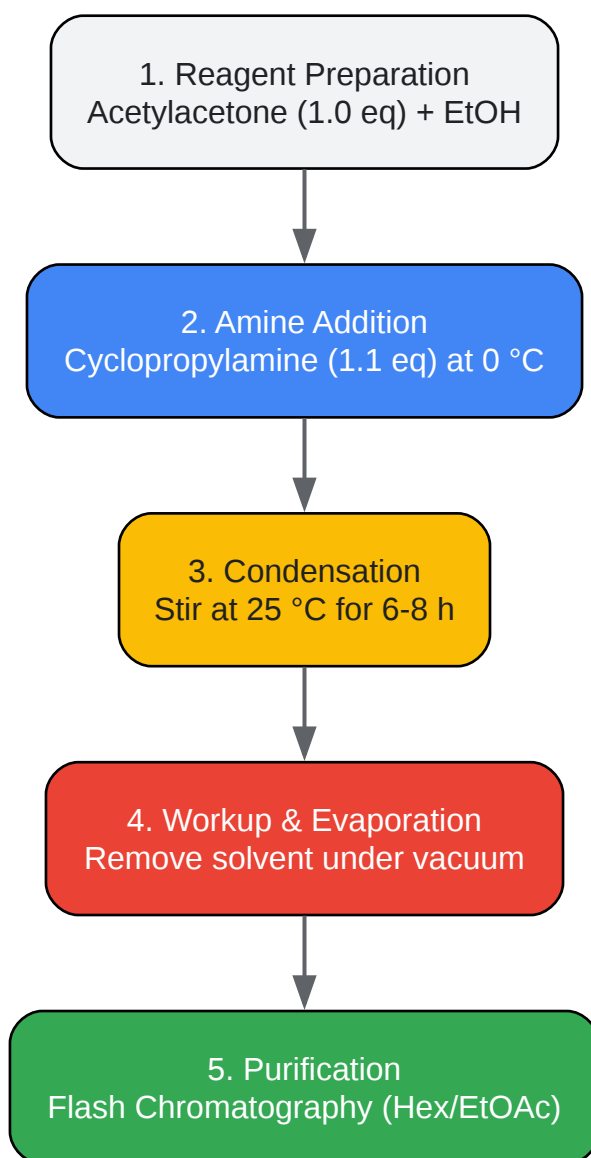 1. Reagent Preparation
Acetylacetone (1.0 eq) + EtOH
2. Amine Addition
Cyclopropylamine (1.1 eq) at 0 °C
3. Condensation
Stir at 25 °C for 6-8 h
4. Workup & Evaporation
Remove solvent under vacuum
5. Purification
Flash Chromatography (Hex/EtOAc)